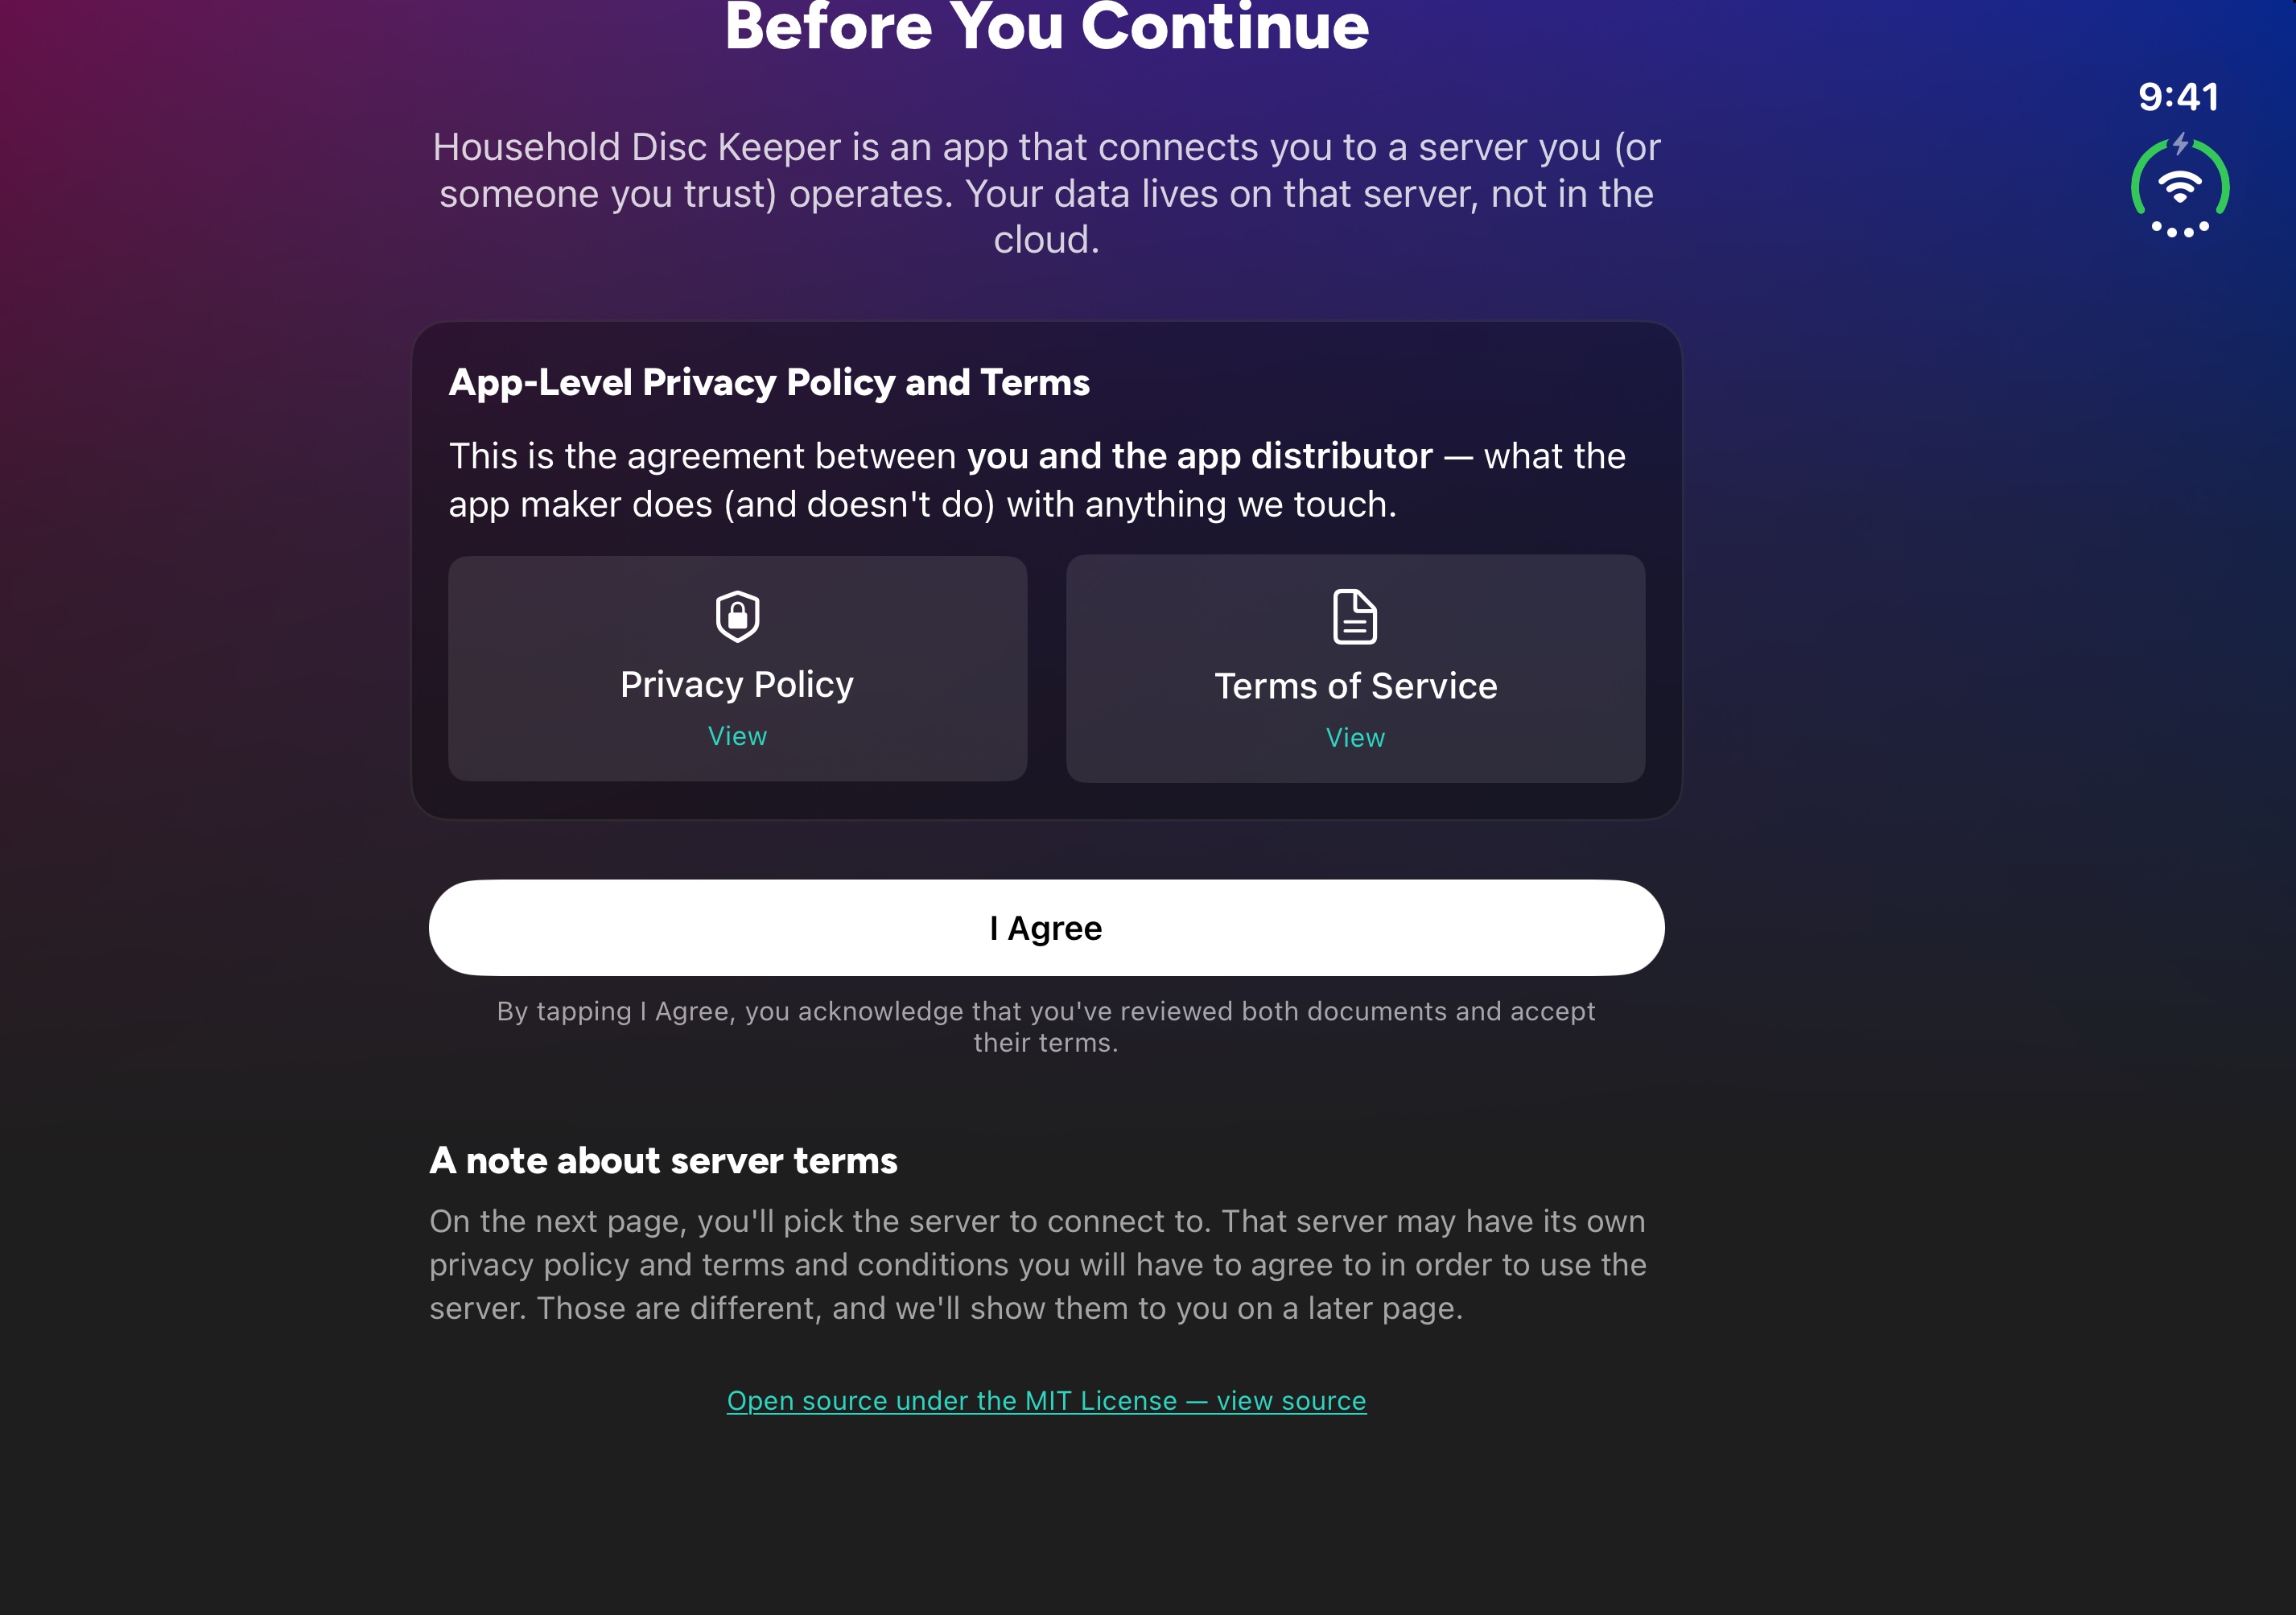 Before You Continue
9:41
Household Disc Keeper is an app that connects you to a server you (or
someone you trust) operates. Your data lives on that server, not in the
cloud.
App-Level Privacy Policy and Terms
This is the agreement between you and the app distributor — what the
app maker does (and doesn't do) with anything we touch.
Privacy Policy
View
Terms of Service
View
I Agree
By tapping I Agree, you acknowledge that you've reviewed both documents and accept
their terms.
A note about server terms
On the next page, you'll pick the server to connect to. That server may have its own
privacy policy and terms and conditions you will have to agree to in order to use the
server. Those are different, and we'll show them to you on a later page.
Open source under the MIT License — view source